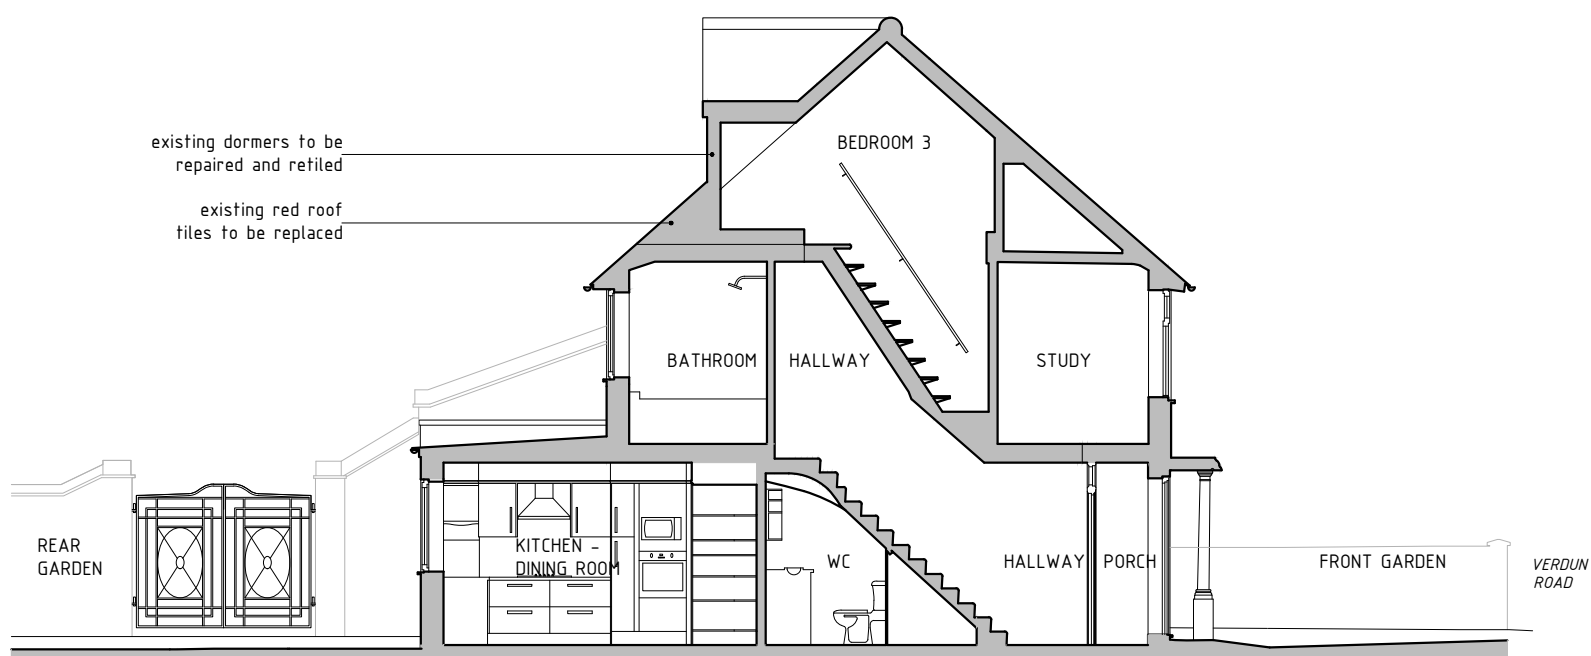 existing dormers to be
repaired and retiled
BEDROOM 3
existing red roof
tiles to be replaced
BATHROOM
HALLWAY
STUDY
REAR
GARDEN
KITCHEN -
DINING ROOM
WC
HALLWAY
PORCH
FRONT GARDEN
VERDUN
ROAD